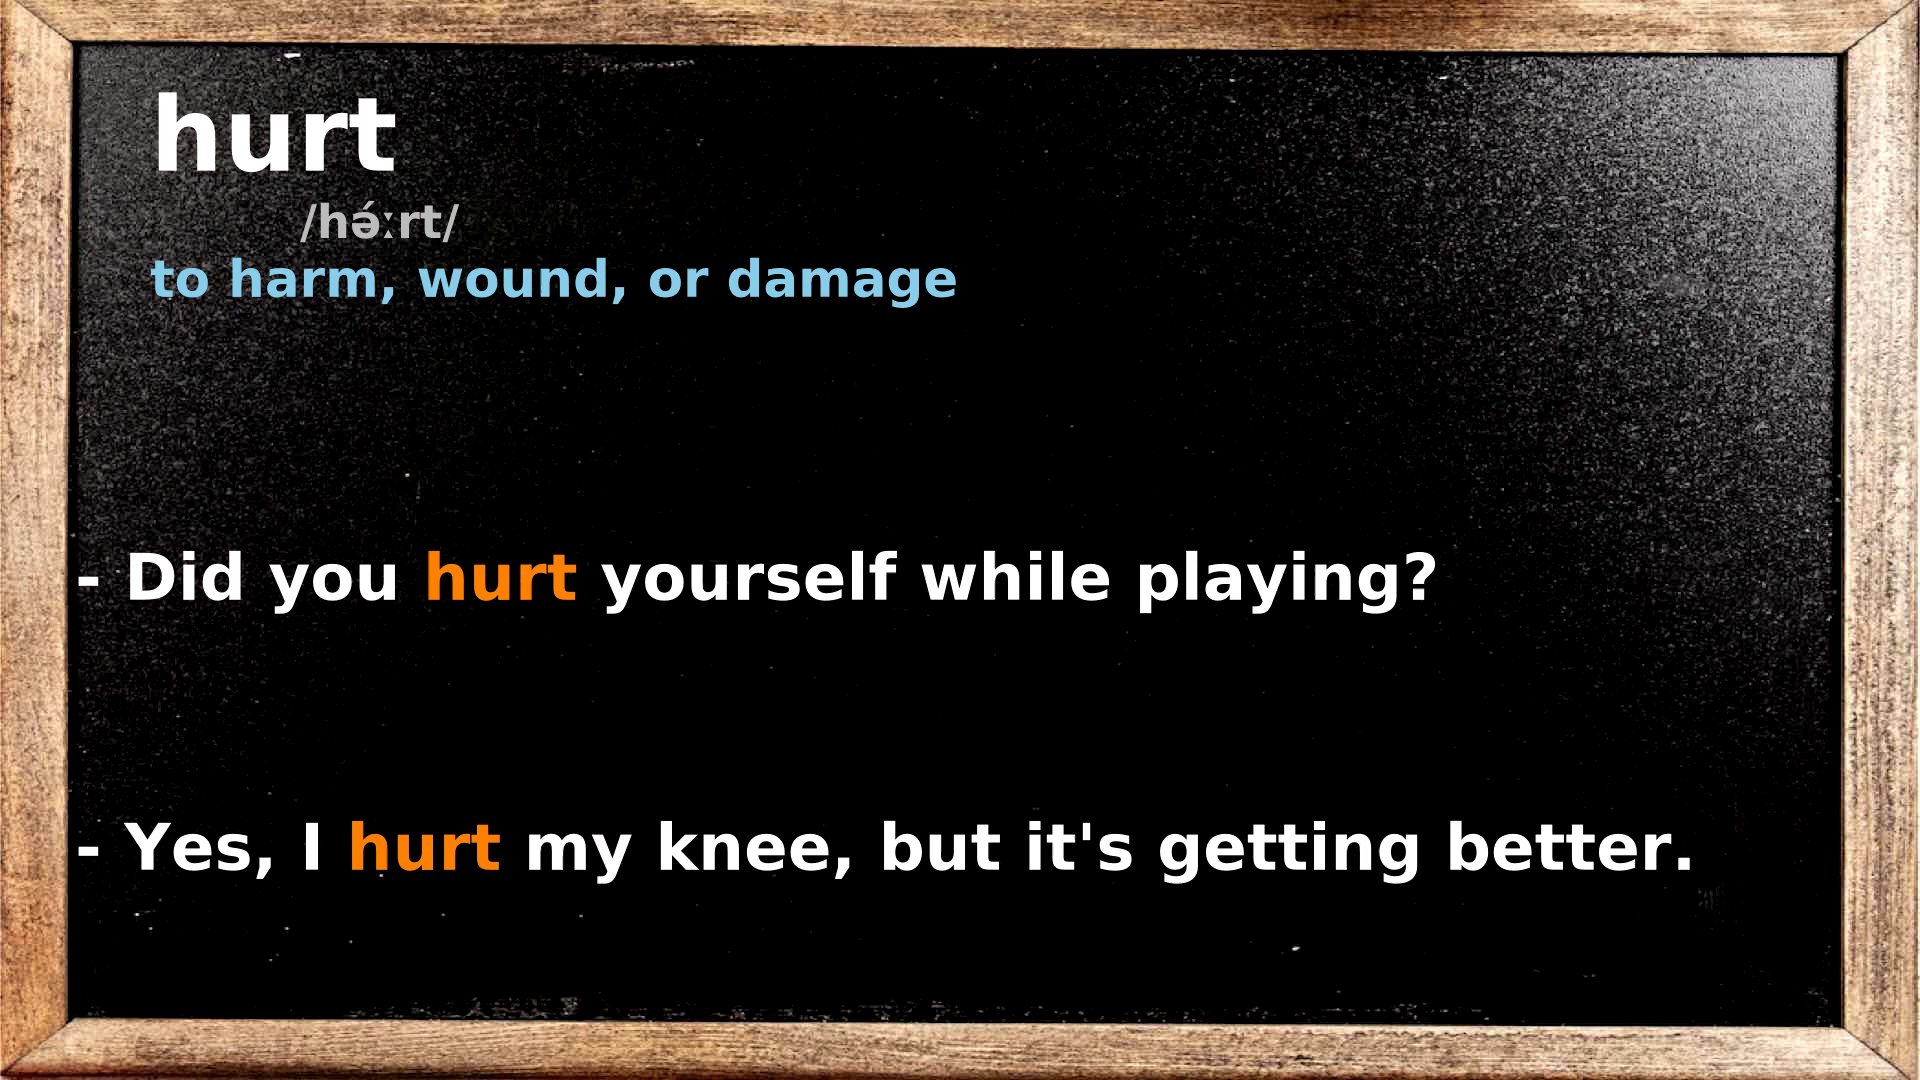 hurt
/hə́ːrt/
to harm, wound, or damage
- Did you hurt yourself while playing?
- Yes, I hurt my knee, but it's getting better.